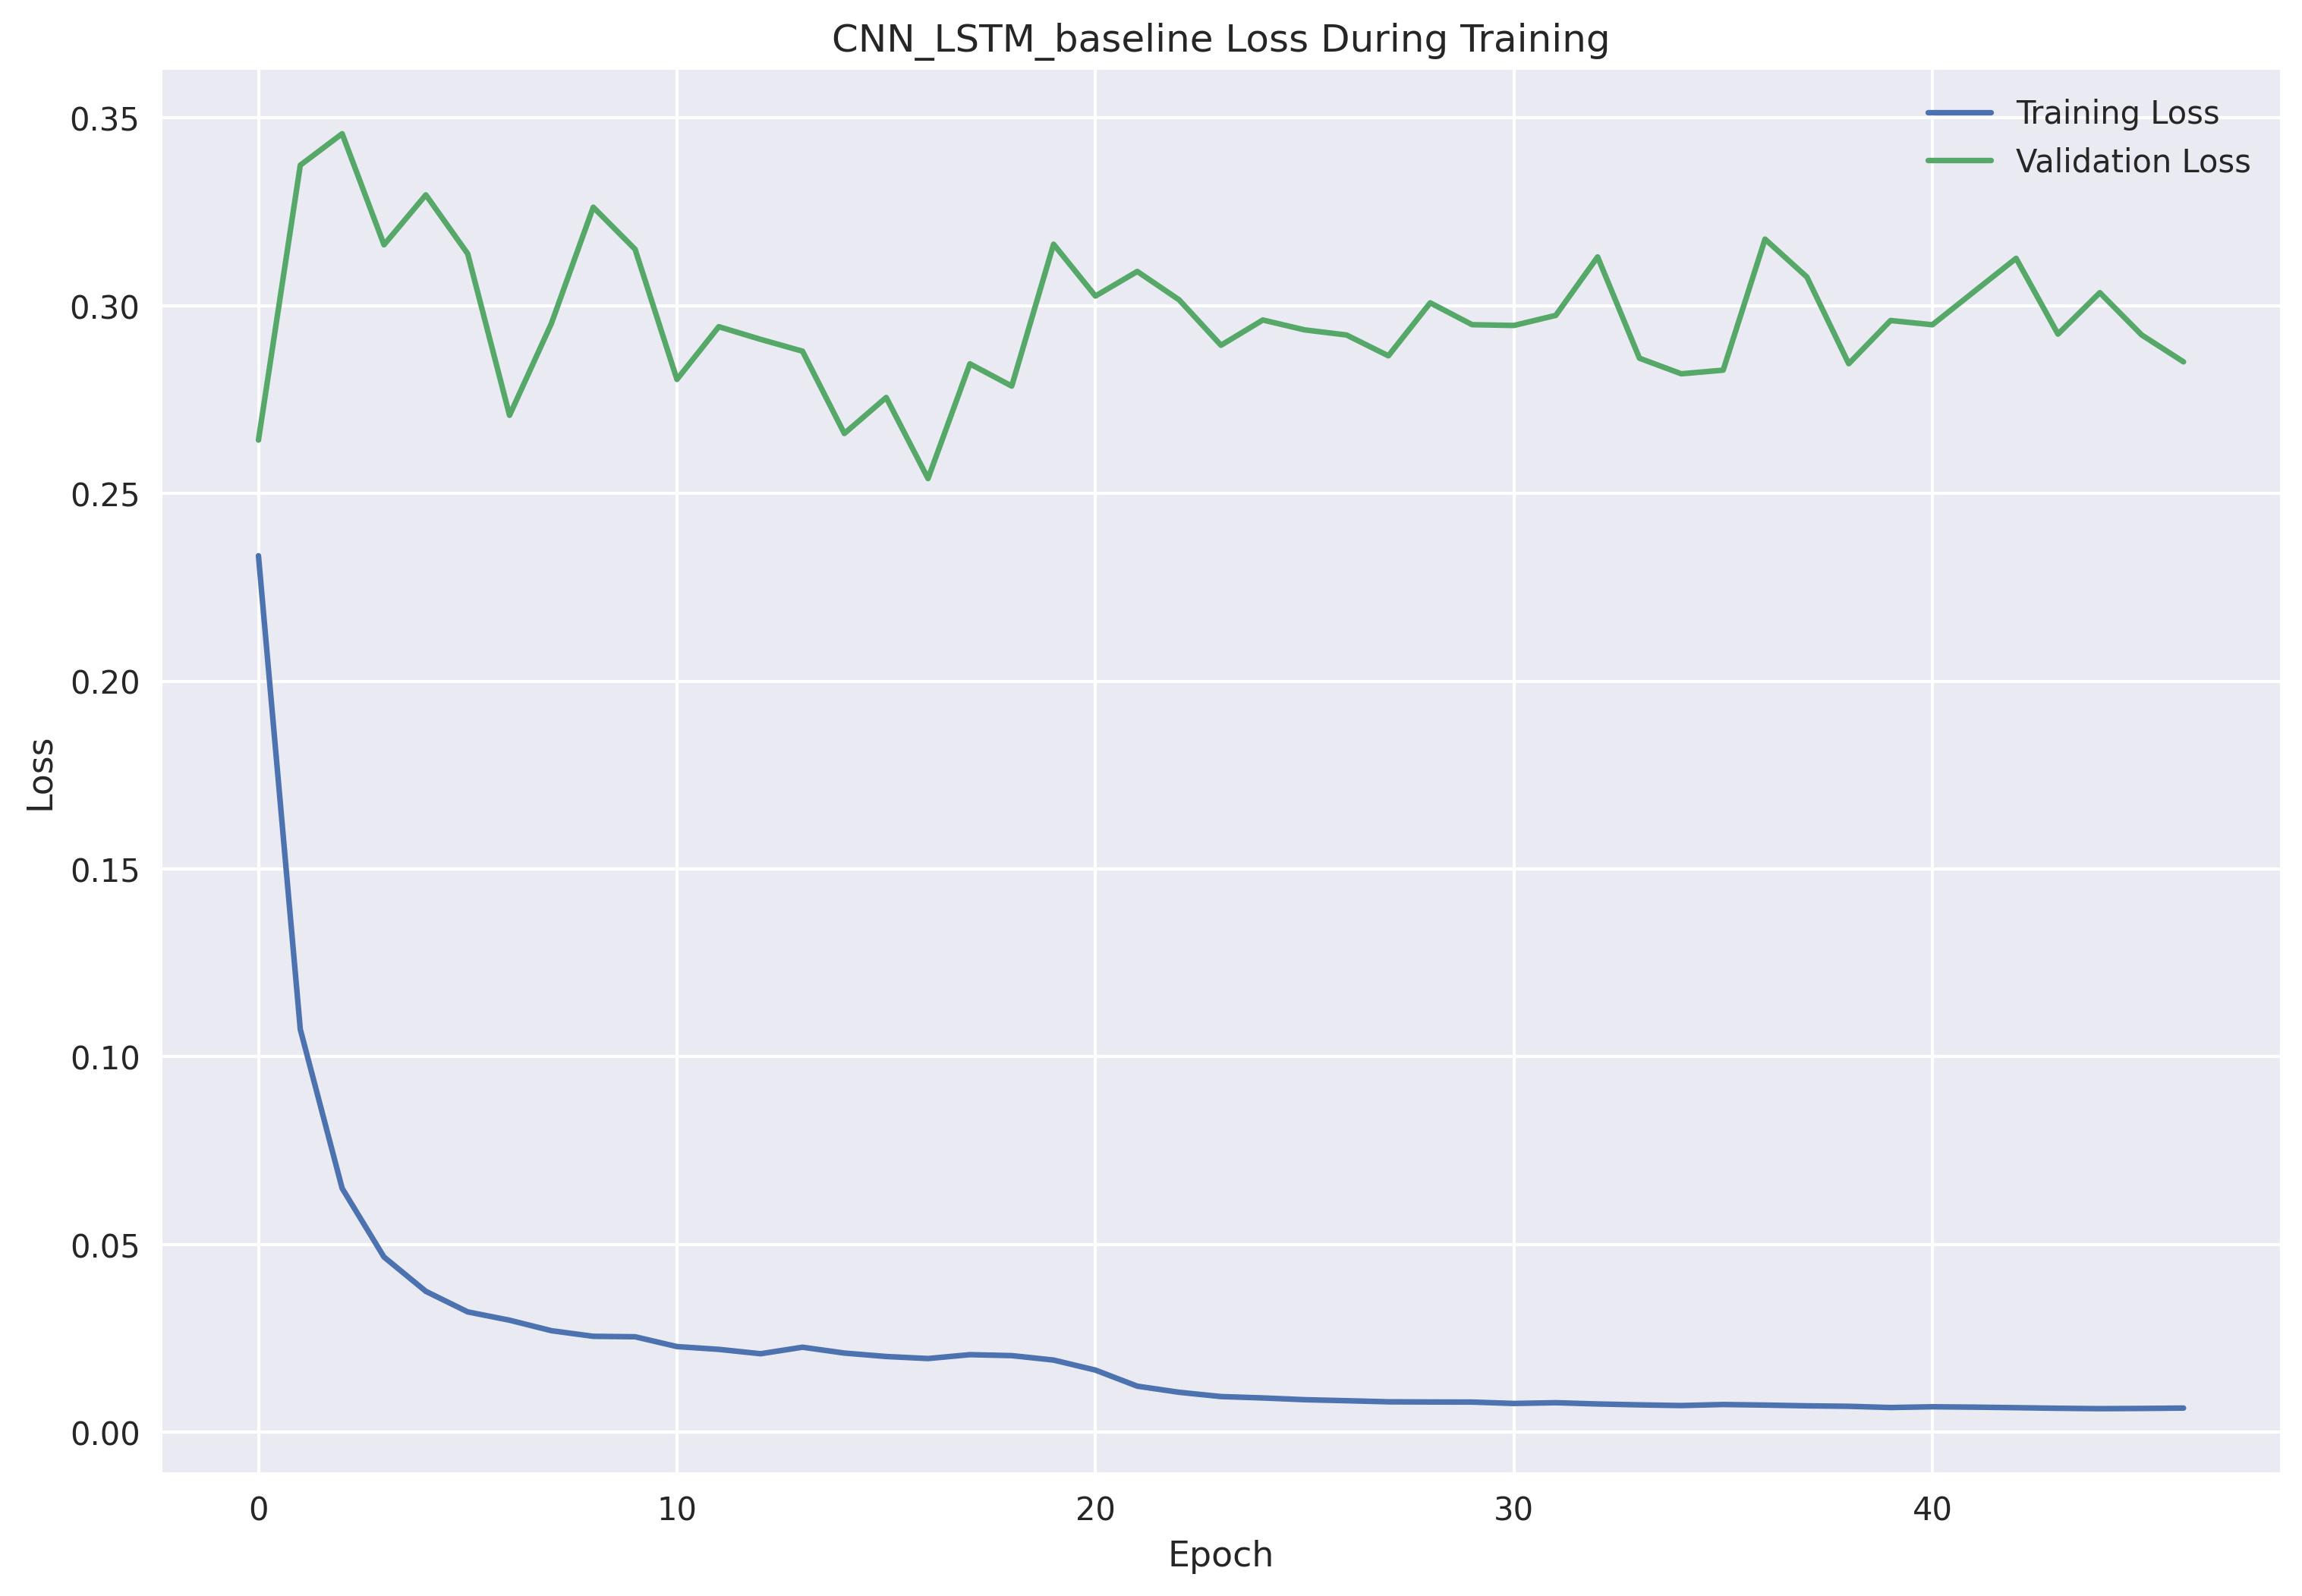 CNN_LSTM_baseline Loss During Training
Training Loss
Validation Loss
0.35
0.30
0.25
0.20
0.15
0.10
0.05
0.00
Loss
0 10 20 30 40
Epoch